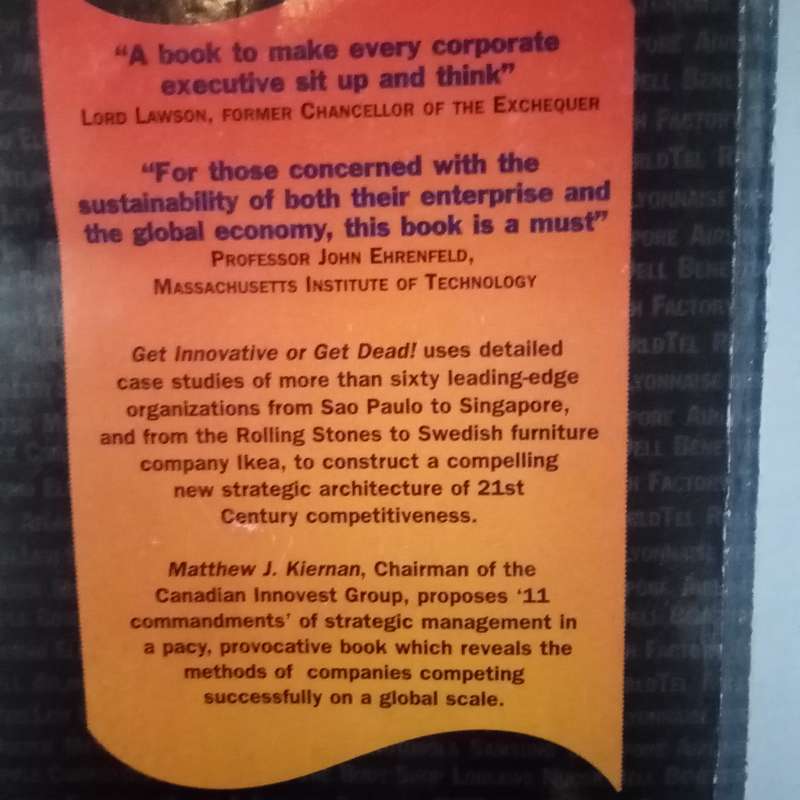 “A book to make every corporate
executive sit up and think”
LORD LAWSON, FORMER CHANCELLOR OF THE EXCHEQUER
“For those concerned with the
sustainability of both their enterprise and
the global economy, this book is a must”
PROFESSOR JOHN EHRENFELD,
MASSACHUSETTS INSTITUTE OF TECHNOLOGY
Get Innovative or Get Dead! uses detailed
case studies of more than sixty leading-edge
organizations from Sao Paulo to Singapore,
and from the Rolling Stones to Swedish furniture
company Ikea, to construct a compelling
new strategic architecture of 21st
Century competitiveness.
Matthew J. Kiernan, Chairman of the
Canadian Innovest Group, proposes ‘11
commandments’ of strategic management in
a pacy, provocative book which reveals the
methods of companies competing
successfully on a global scale.